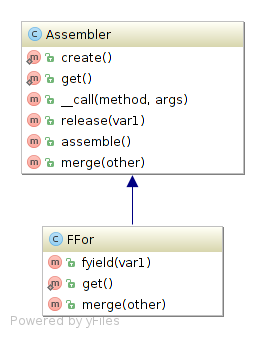 C Assembler
m create()
m get()
m __call(method, args)
m release(var1)
m assemble()
m merge(other)
C FFor
m fyield(var1)
m get()
m merge(other)
Powered by yFiles